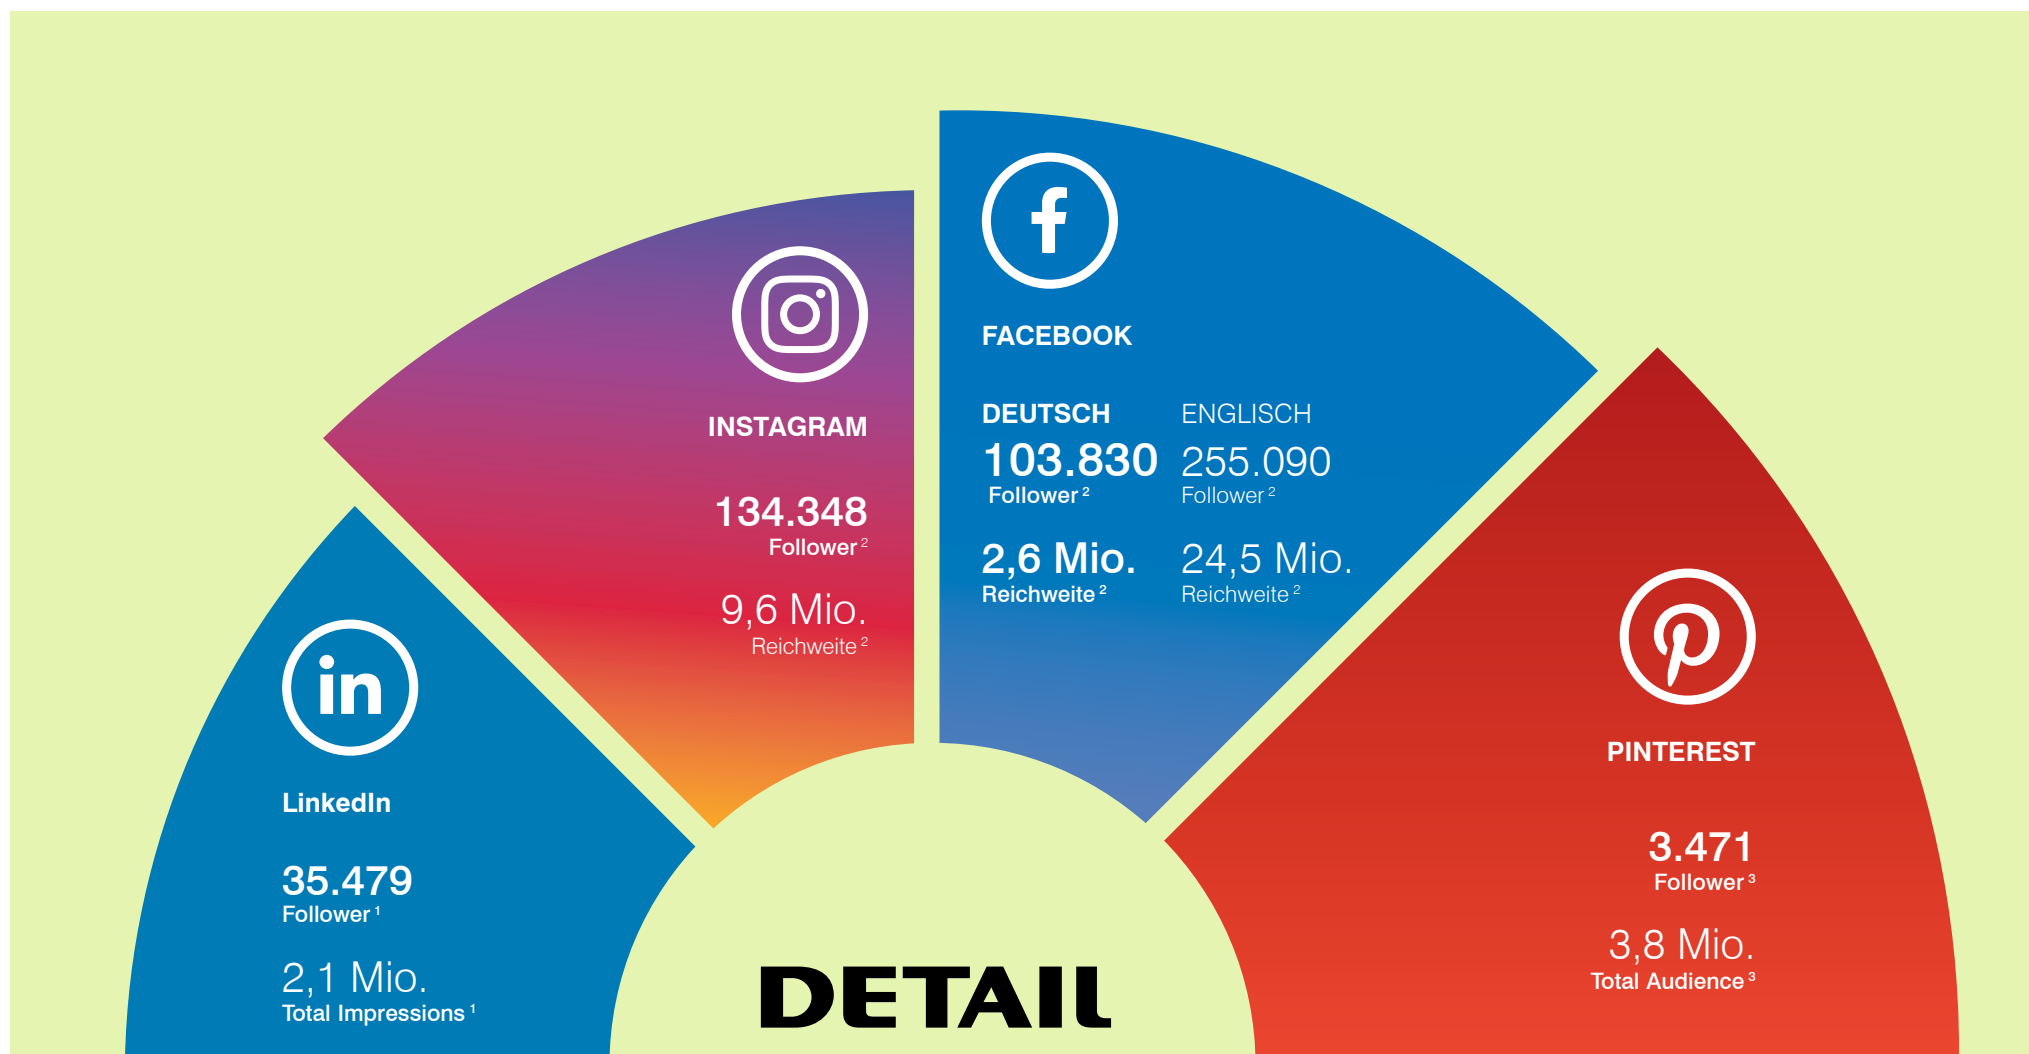 FACEBOOK
DEUTSCH
103.830
Follower ²
2,6 Mio.
Reichweite ²
ENGLISCH
255.090
Follower ²
24,5 Mio.
Reichweite ²
INSTAGRAM
134.348
Follower ²
9,6 Mio.
Reichweite ²
LinkedIn
35.479
Follower ¹
2,1 Mio.
Total Impressions ¹
PINTEREST
3.471
Follower ³
3,8 Mio.
Total Audience ³
DETAIL